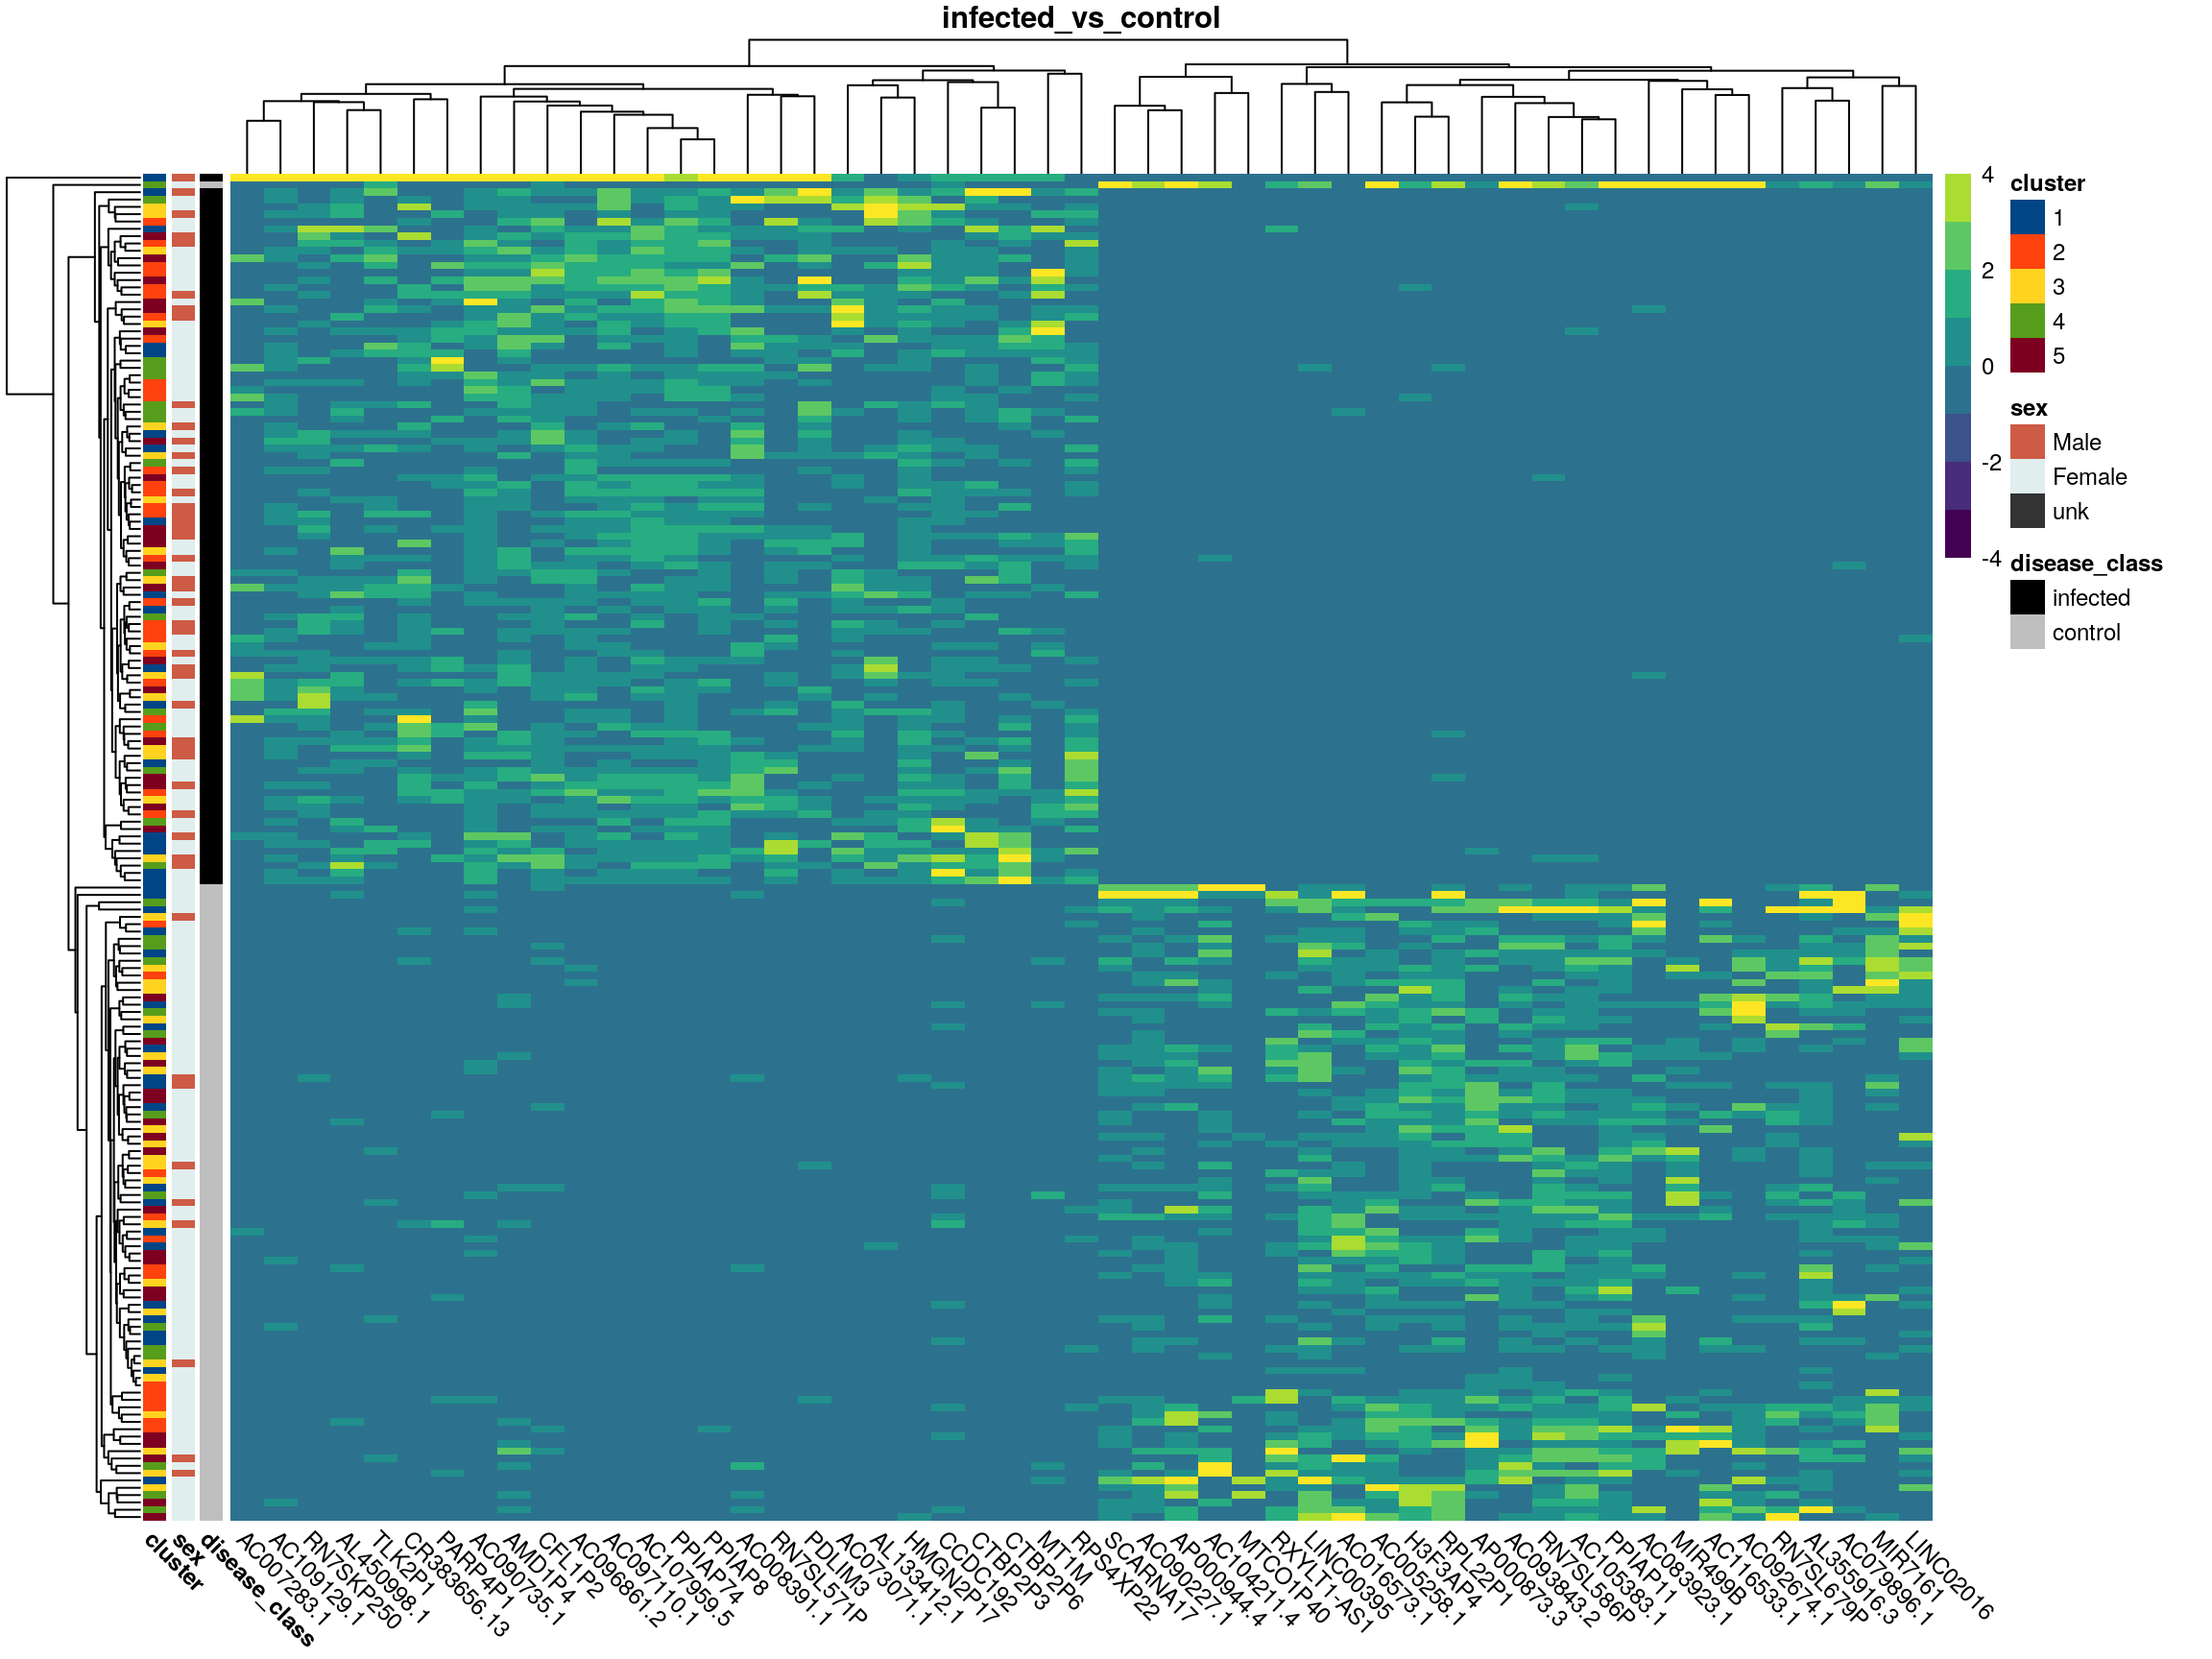 infected_vs_control
4
2
0
-2
-4
cluster
1
2
3
4
5
sex
Male
Female
unk
disease_class
infected
control
cluster
sex
disease_class
AC007283.1
AC109129.1
RN7SKP250
AL450998.1
TLK2P1
CR383656.13
PARP4P1
AC090735.1
AMD1P4
CFL1P2
AC096861.2
AC097110.1
AC107959.5
PPIAP74
PPIAP8
AC008391.1
RN7SL571P
PDLIM3
AC073071.1
AL133412.1
HMGN2P17
CCDC192
CTBP2P3
CTBP2P6
MT1M
RPS4XP22
SCARNA17
AC090227.1
AP000944.4
AC104211.4
MTCO1P40
RXYLT1-AS1
LINC00395
AC016573.1
AC005258.1
H3F3AP4
RPL22P1
AP000873.3
AC093843.2
RN7SL586P
AC105383.1
PPIAP11
AC083923.1
MIR499B
AC116533.1
AC092674.1
RN7SL679P
AL355916.3
AC079896.1
MIR7161
LINC02016